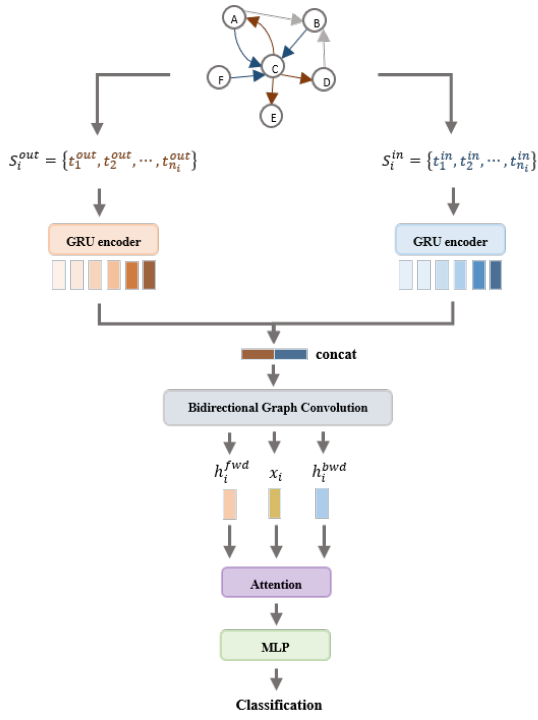 A
B
C
F
D
E
S_i^{out} = {t_1^{out}, t_2^{out}, ⋯, t_{n_i}^{out}}
S_i^{in} = {t_1^{in}, t_2^{in}, ⋯, t_{n_i}^{in}}
GRU encoder
GRU encoder
concat
Bidirectional Graph Convolution
h_i^{fwd} x_i h_i^{bwd}
Attention
MLP
Classification